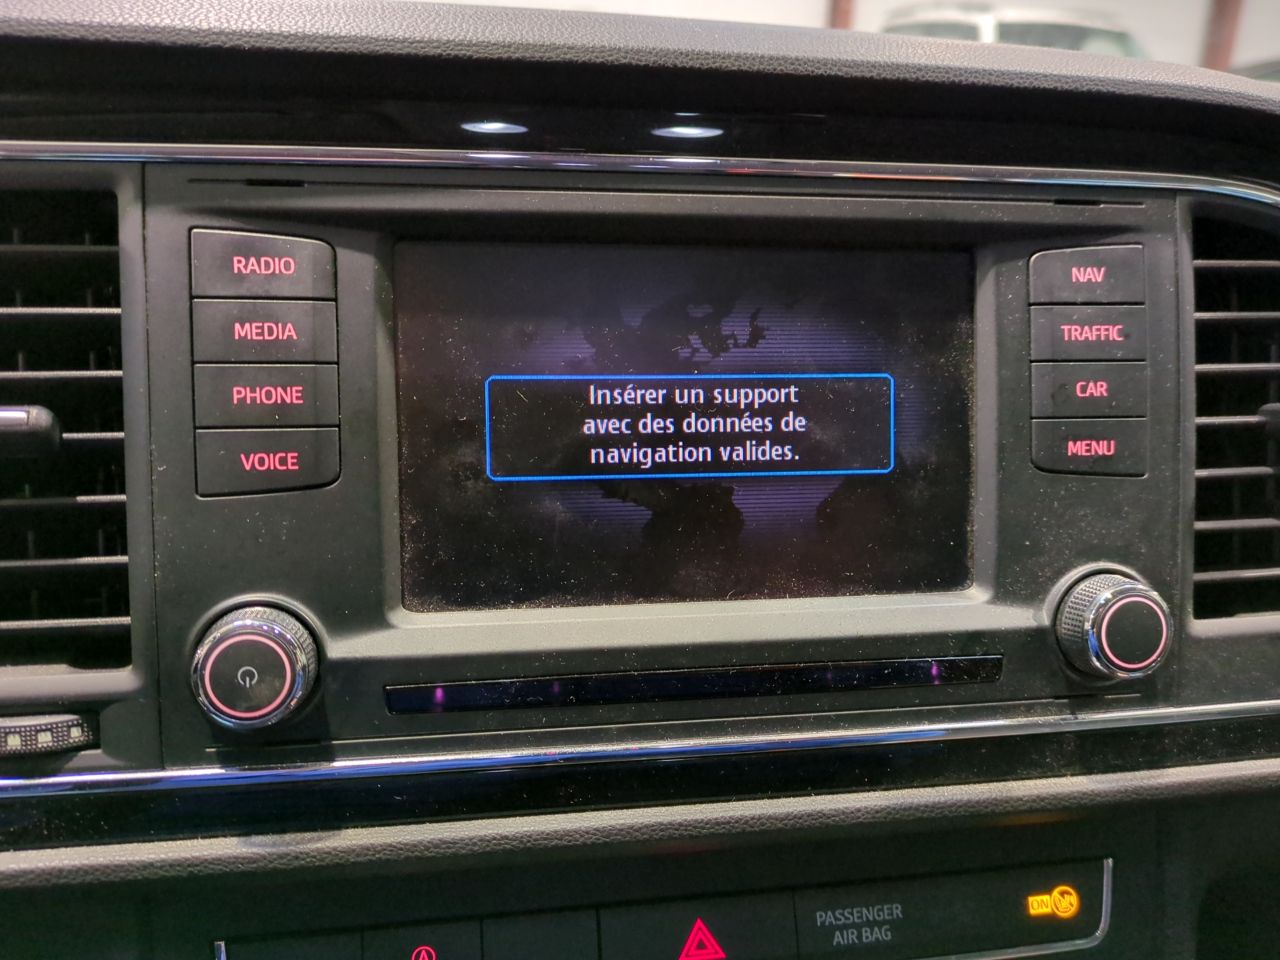 RADIO
MEDIA
PHONE
VOICE
Insérer un support
avec des données de
navigation valides.
NAV
TRAFFIC
CAR
MENU
PASSENGER
AIR BAG
ON